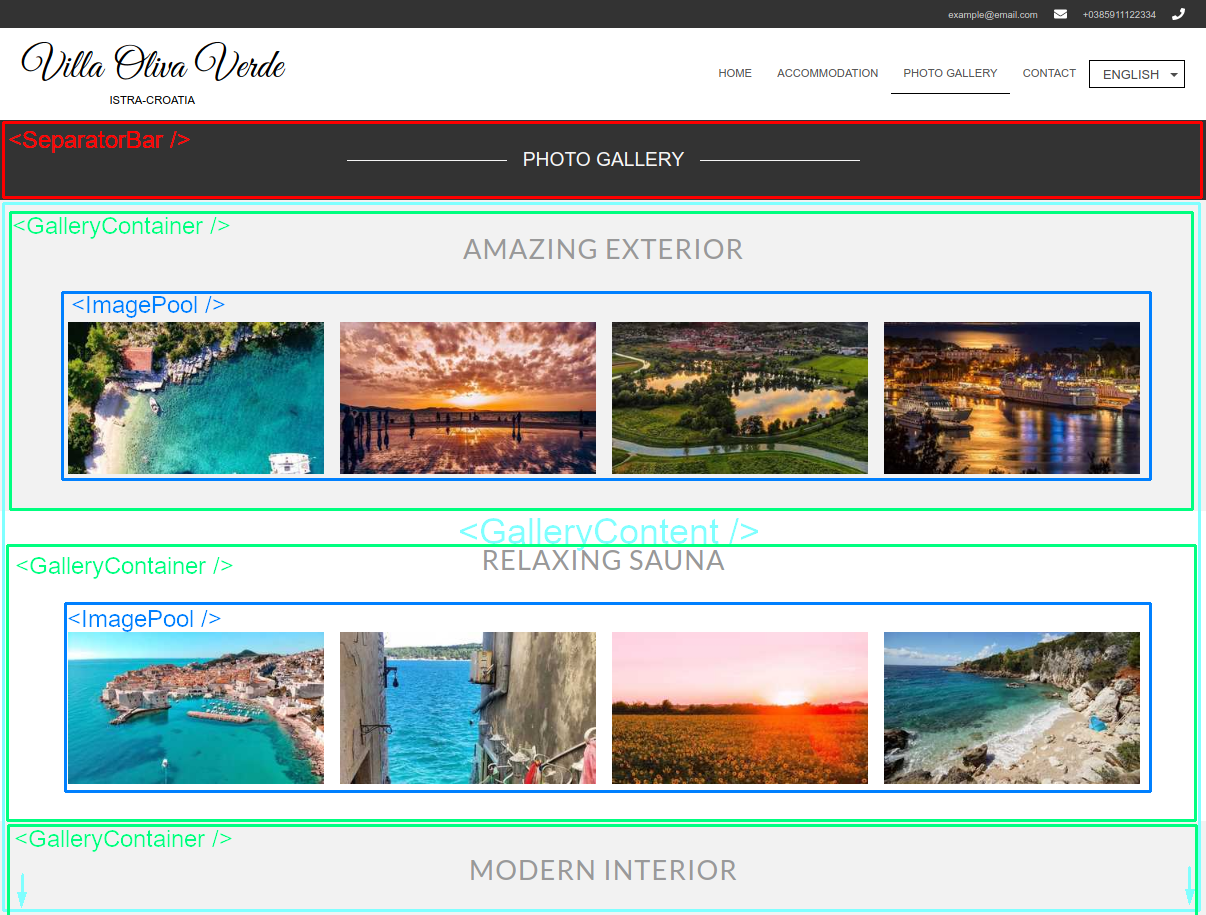 example@email.com +0385911122334
Villa Oliva Verde
ISTRA-CROATIA
HOME ACCOMMODATION PHOTO GALLERY CONTACT ENGLISH
<SeparatorBar />
PHOTO GALLERY
<GalleryContainer />
AMAZING EXTERIOR
<ImagePool />
<GalleryContent />
RELAXING SAUNA
<GalleryContainer />
<ImagePool />
<GalleryContainer />
MODERN INTERIOR